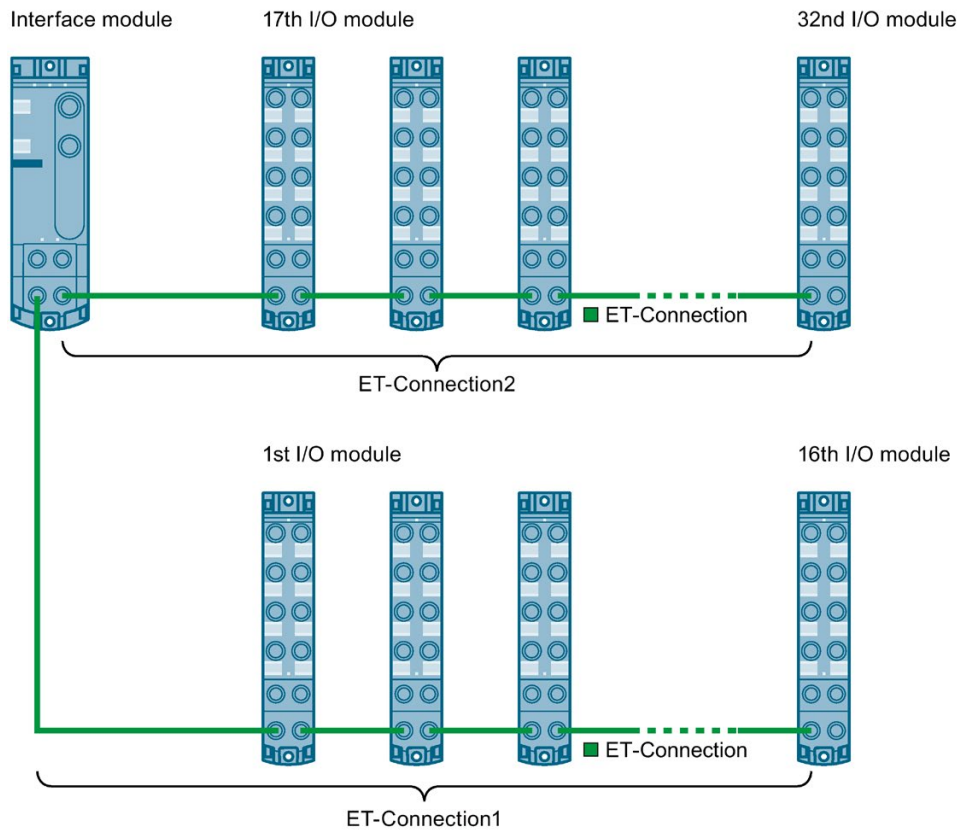 Interface module
17th I/O module
32nd I/O module
ET-Connection
ET-Connection2
1st I/O module
16th I/O module
ET-Connection
ET-Connection1